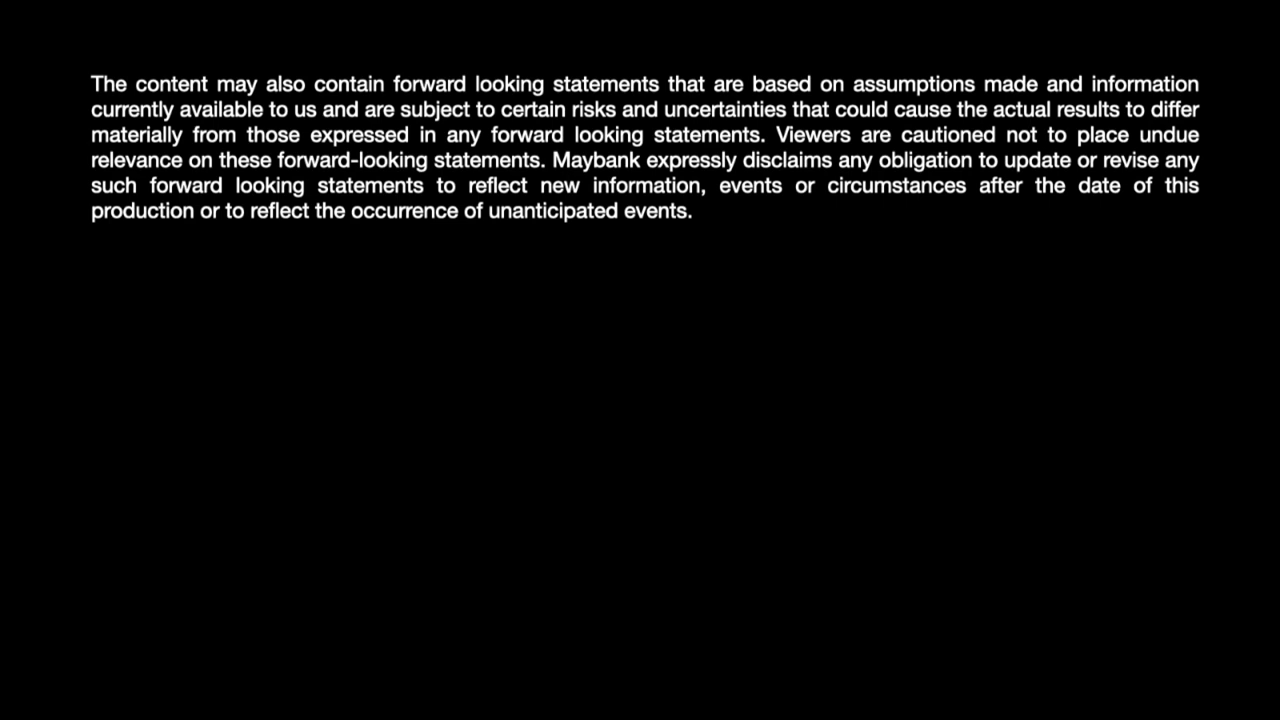 The content may also contain forward looking statements that are based on assumptions made and information
currently available to us and are subject to certain risks and uncertainties that could cause the actual results to differ
materially from those expressed in any forward looking statements. Viewers are cautioned not to place undue
relevance on these forward-looking statements. Maybank expressly disclaims any obligation to update or revise any
such forward looking statements to reflect new information, events or circumstances after the date of this
production or to reflect the occurrence of unanticipated events.